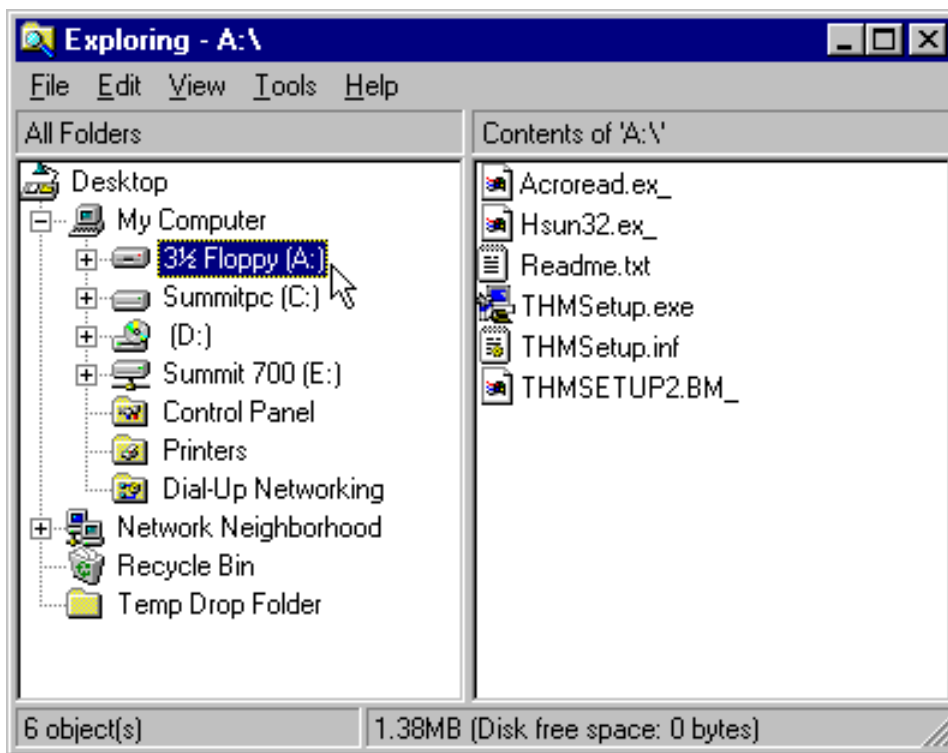 Exploring - A:\
File Edit View Tools Help
All Folders
Contents of 'A:\'
Desktop
My Computer
3½ Floppy (A:)
Summitpc (C:)
(D:)
Summit 700 (E:)
Control Panel
Printers
Dial-Up Networking
Network Neighborhood
Recycle Bin
Temp Drop Folder
Acroread.ex_
Hsun32.ex_
Readme.txt
THMSetup.exe
THMSetup.inf
THMSETUP2.BM_
6 object(s)
1.38MB (Disk free space: 0 bytes)